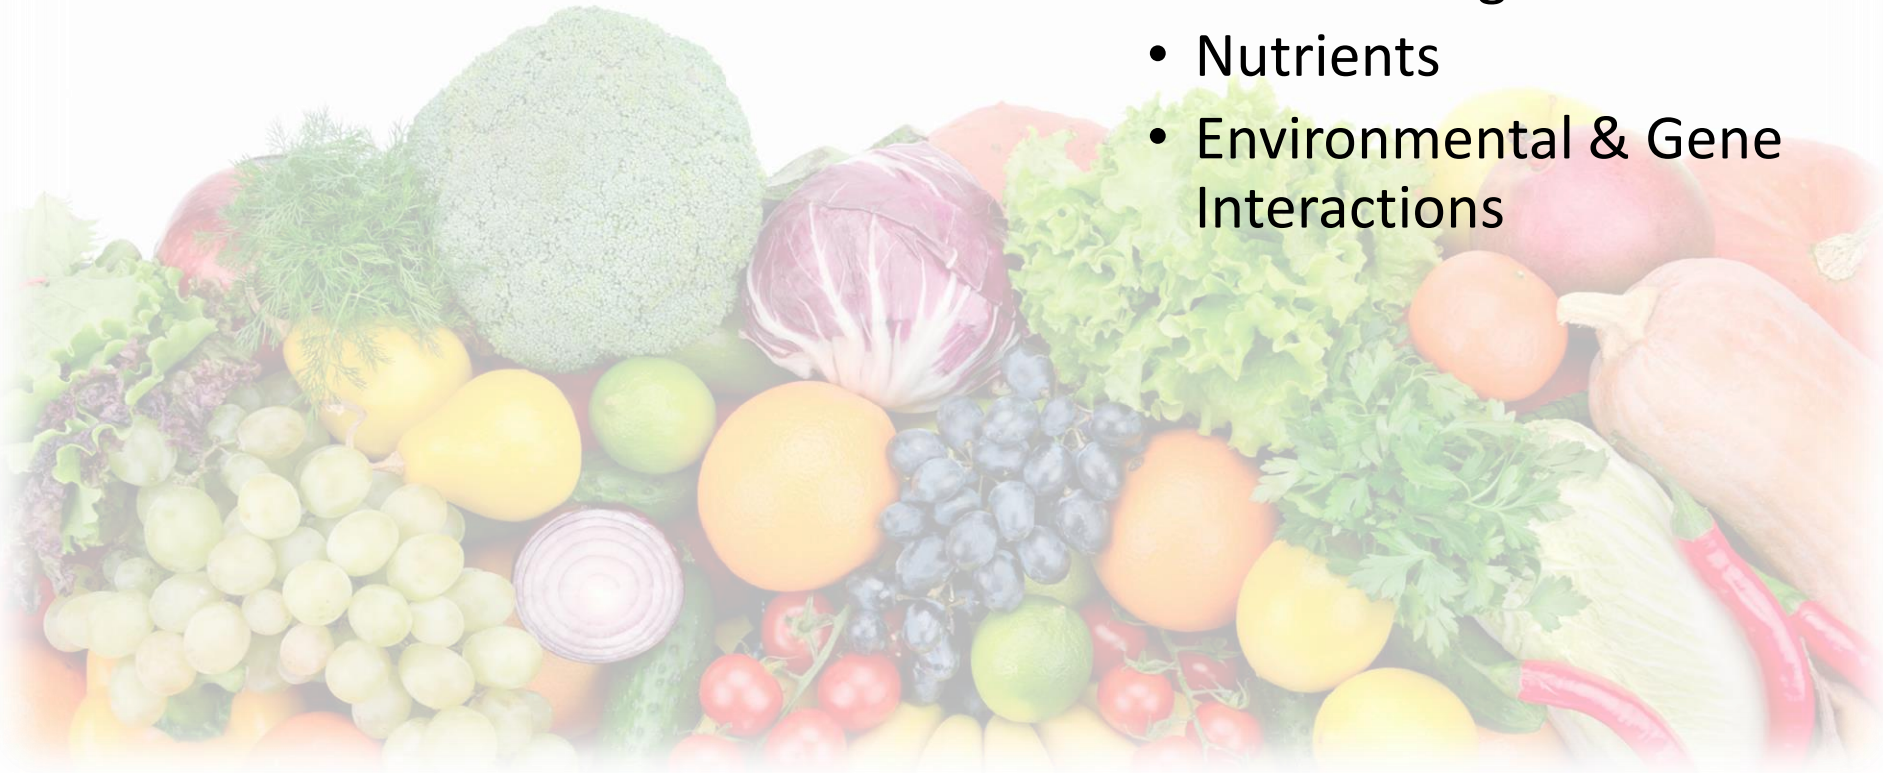 • Nutrients
• Environmental & Gene
Interactions